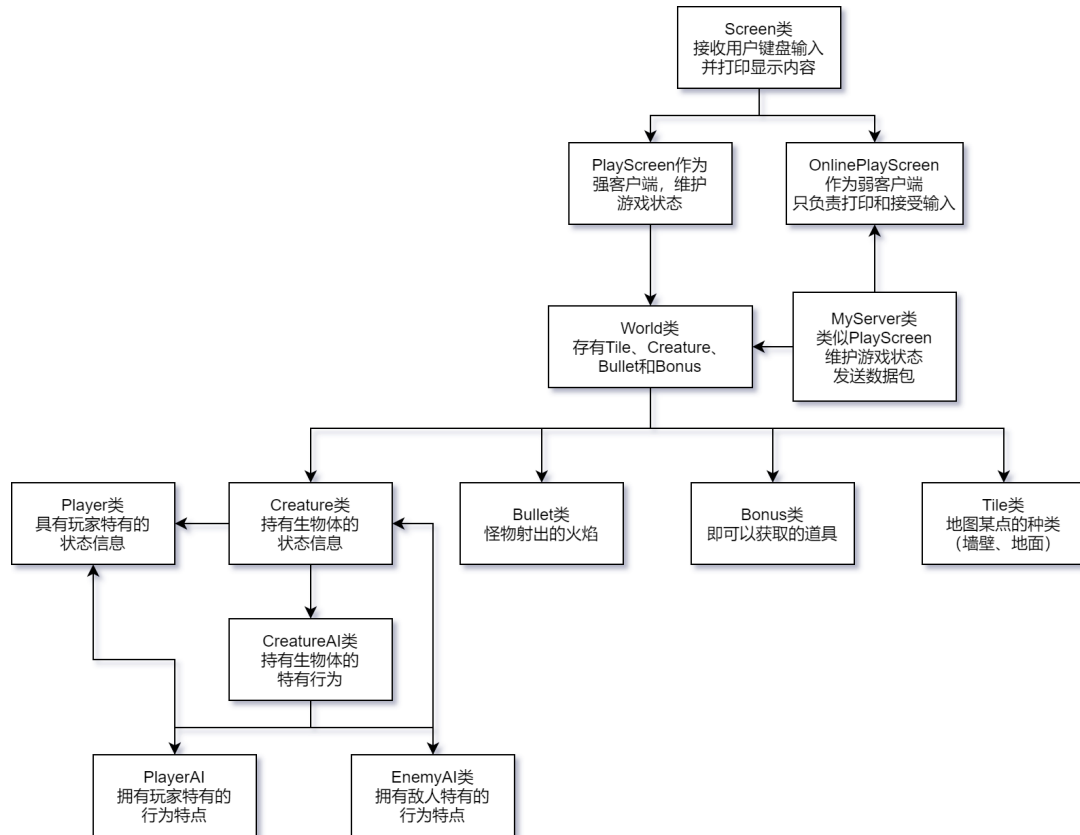 Screen类
接收用户键盘输入
并打印显示内容
PlayScreen作为
强客户端，维护
游戏状态
OnlinePlayScreen
作为弱客户端
只负责打印和接受输入
World类
存有Tile、Creature、
Bullet和Bonus
MyServer类
类似PlayScreen
维护游戏状态
发送数据包
Player类
具有玩家特有的
状态信息
Creature类
持有生物体的
状态信息
Bullet类
怪物射出的火焰
Bonus类
即可以获取的道具
Tile类
地图某点的种类
（墙壁、地面）
CreatureAI类
持有生物体的
特有行为
PlayerAI
拥有玩家特有的
行为特点
EnemyAI类
拥有敌人特有的
行为特点